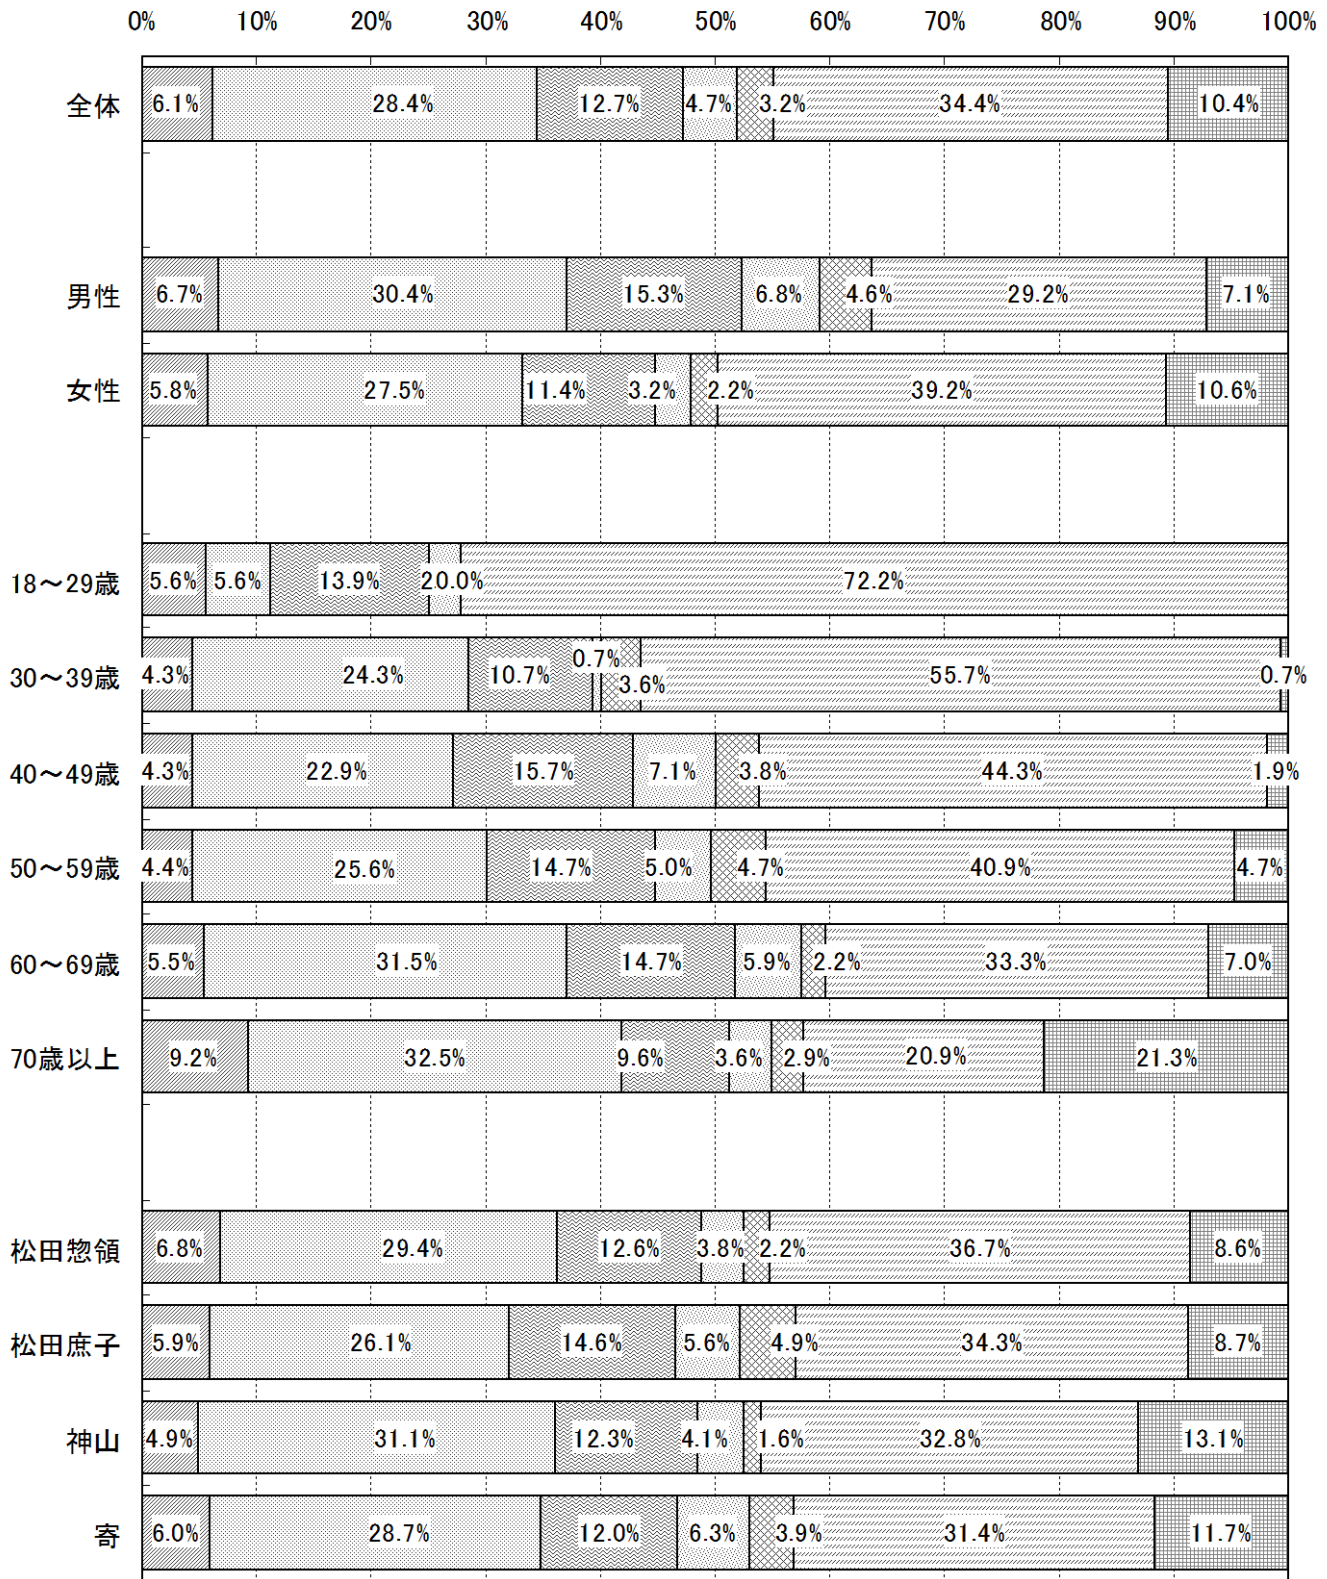 0% 10% 20% 30% 40% 50% 60% 70% 80% 90% 100%
全体 6.1% 28.4% 12.7% 4.7% 3.2% 34.4% 10.4%
男性 6.7% 30.4% 15.3% 6.8% 4.6% 29.2% 7.1%
女性 5.8% 27.5% 11.4% 3.2% 2.2% 39.2% 10.6%
18～29歳 5.6% 5.6% 13.9% 20.0% 72.2%
30～39歳 4.3% 24.3% 10.7% 0.7% 3.6% 55.7% 0.7%
40～49歳 4.3% 22.9% 15.7% 7.1% 3.8% 44.3% 1.9%
50～59歳 4.4% 25.6% 14.7% 5.0% 4.7% 40.9% 4.7%
60～69歳 5.5% 31.5% 14.7% 5.9% 2.2% 33.3% 7.0%
70歳以上 9.2% 32.5% 9.6% 3.6% 2.9% 20.9% 21.3%
松田惣領 6.8% 29.4% 12.6% 3.8% 2.2% 36.7% 8.6%
松田庶子 5.9% 26.1% 14.6% 5.6% 4.9% 34.3% 8.7%
神山 4.9% 31.1% 12.3% 4.1% 1.6% 32.8% 13.1%
寄 6.0% 28.7% 12.0% 6.3% 3.9% 31.4% 11.7%